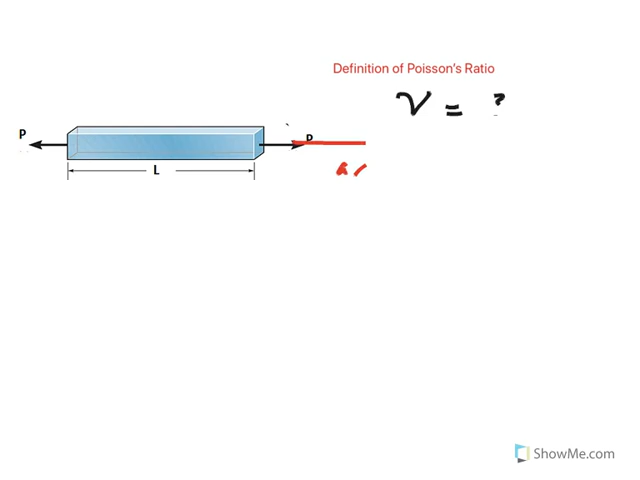 Definition of Poisson's Ratio
ν = ?
P
P
L
ShowMe.com